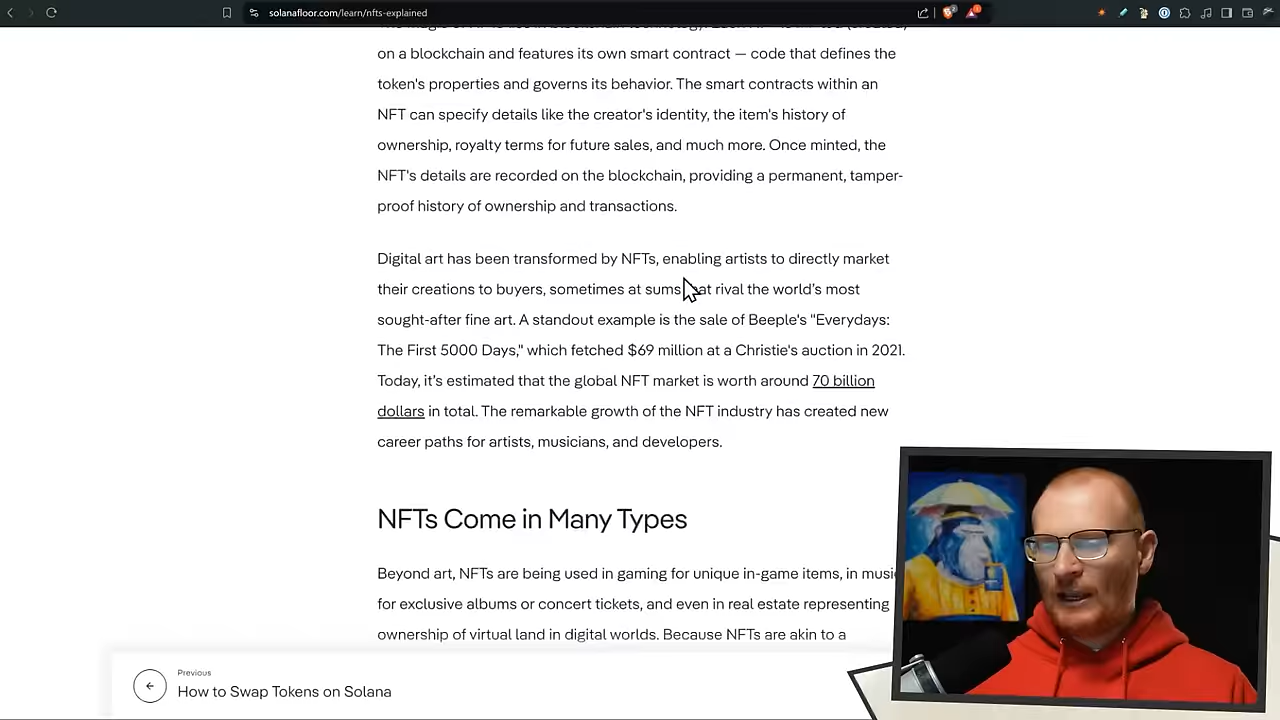 solanafloor.com/learn/nfts-explained
on a blockchain and features its own smart contract — code that defines the
token's properties and governs its behavior. The smart contracts within an
NFT can specify details like the creator's identity, the item's history of
ownership, royalty terms for future sales, and much more. Once minted, the
NFT's details are recorded on the blockchain, providing a permanent, tamper-
proof history of ownership and transactions.
Digital art has been transformed by NFTs, enabling artists to directly market
their creations to buyers, sometimes at sums that rival the world’s most
sought-after fine art. A standout example is the sale of Beeple's "Everydays:
The First 5000 Days," which fetched $69 million at a Christie's auction in 2021.
Today, it’s estimated that the global NFT market is worth around 70 billion
dollars in total. The remarkable growth of the NFT industry has created new
career paths for artists, musicians, and developers.
NFTs Come in Many Types
Beyond art, NFTs are being used in gaming for unique in-game items, in musi
for exclusive albums or concert tickets, and even in real estate representing
ownership of virtual land in digital worlds. Because NFTs are akin to a
Previous
How to Swap Tokens on Solana